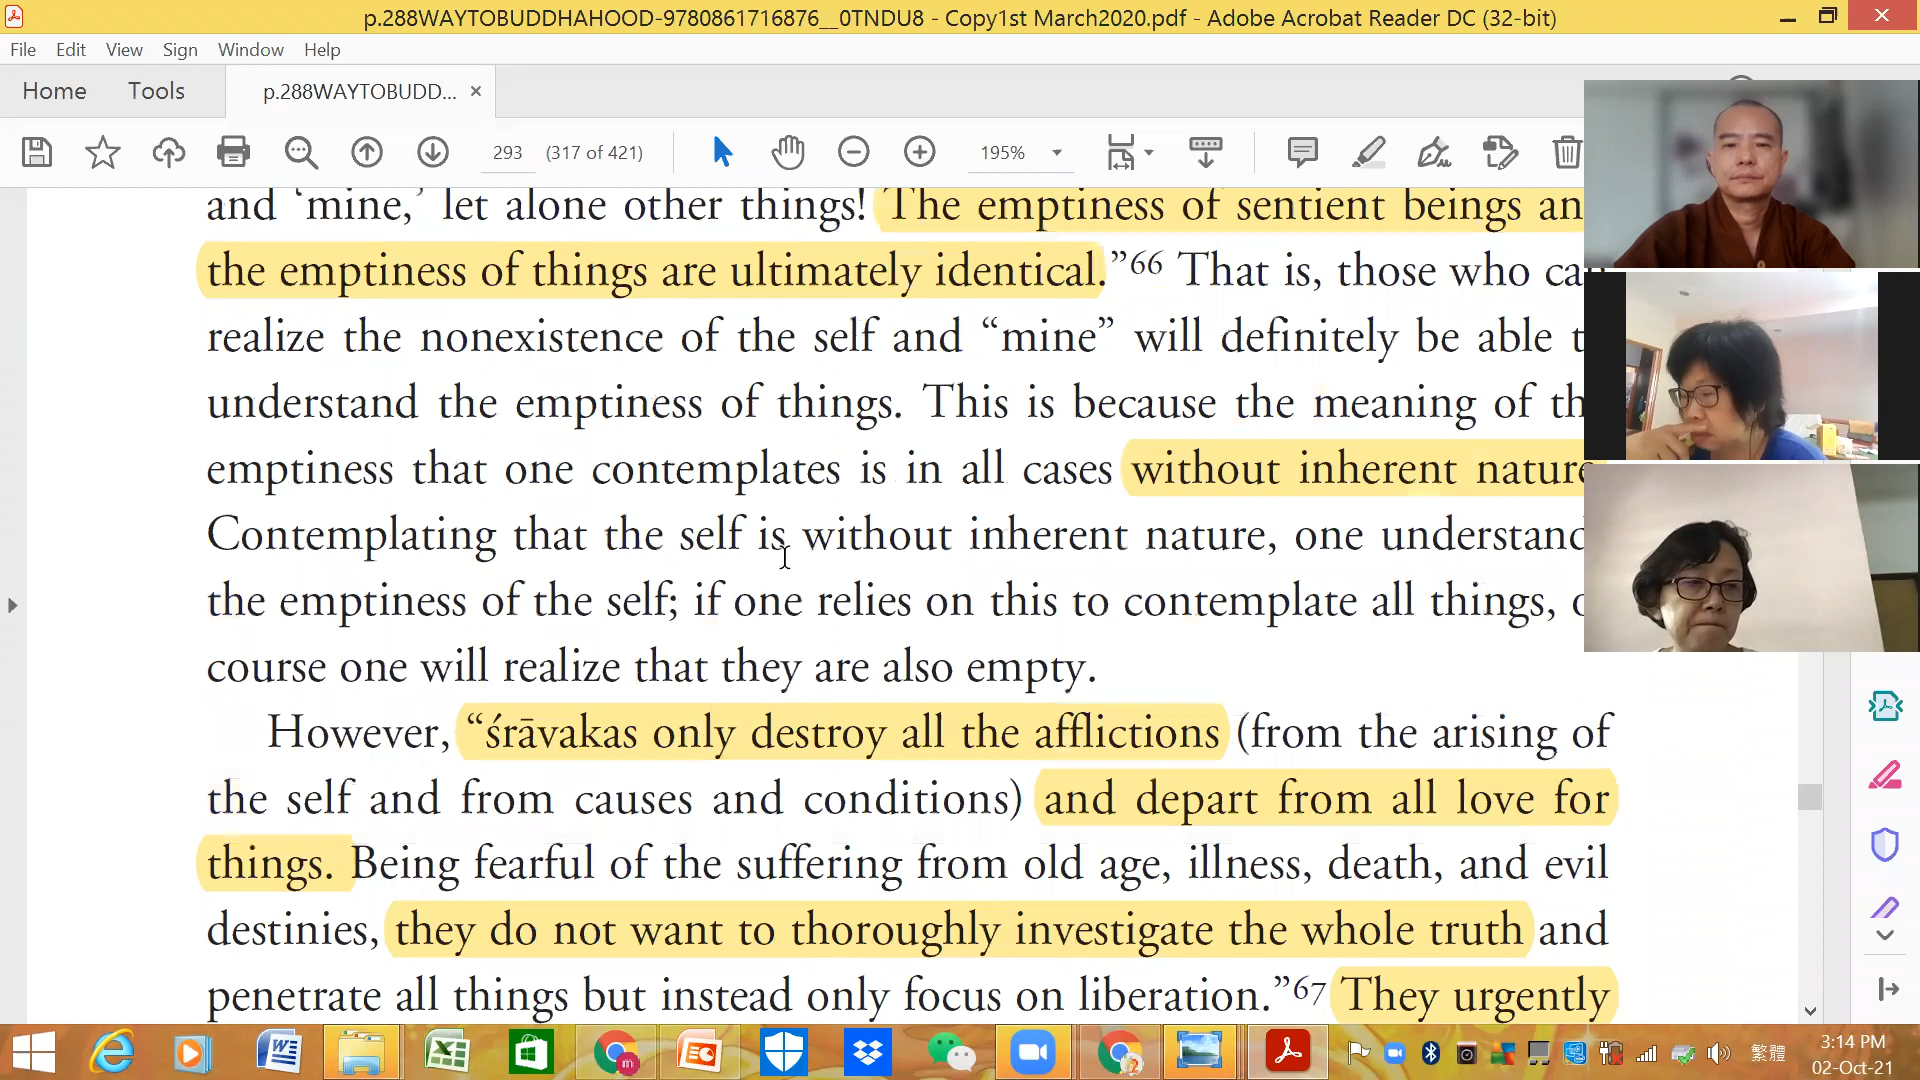 p.288WAYTOBUDDHAHOOD-9780861716876__0TNDU8 - Copy1st March2020.pdf - Adobe Acrobat Reader DC (32-bit)
File Edit View Sign Window Help
Home Tools p.288WAYTOBUDD... ×
293 (317 of 421) 195%
and ‘mine,’ let alone other things! The emptiness of sentient beings an
the emptiness of things are ultimately identical.”66 That is, those who ca
realize the nonexistence of the self and “mine” will definitely be able t
understand the emptiness of things. This is because the meaning of th
emptiness that one contemplates is in all cases without inherent nature
Contemplating that the self is without inherent nature, one understand
the emptiness of the self; if one relies on this to contemplate all things, o
course one will realize that they are also empty.
However, “śrāvakas only destroy all the afflictions (from the arising of
the self and from causes and conditions) and depart from all love for
things. Being fearful of the suffering from old age, illness, death, and evil
destinies, they do not want to thoroughly investigate the whole truth and
penetrate all things but instead only focus on liberation.”67 They urgently
繁體
3:14 PM
02-Oct-21